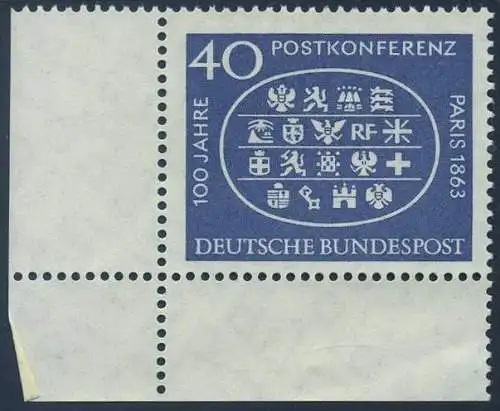 40 POSTKONFERENZ
100 JAHRE
PARIS 1863
RF
DEUTSCHE BUNDESPOST